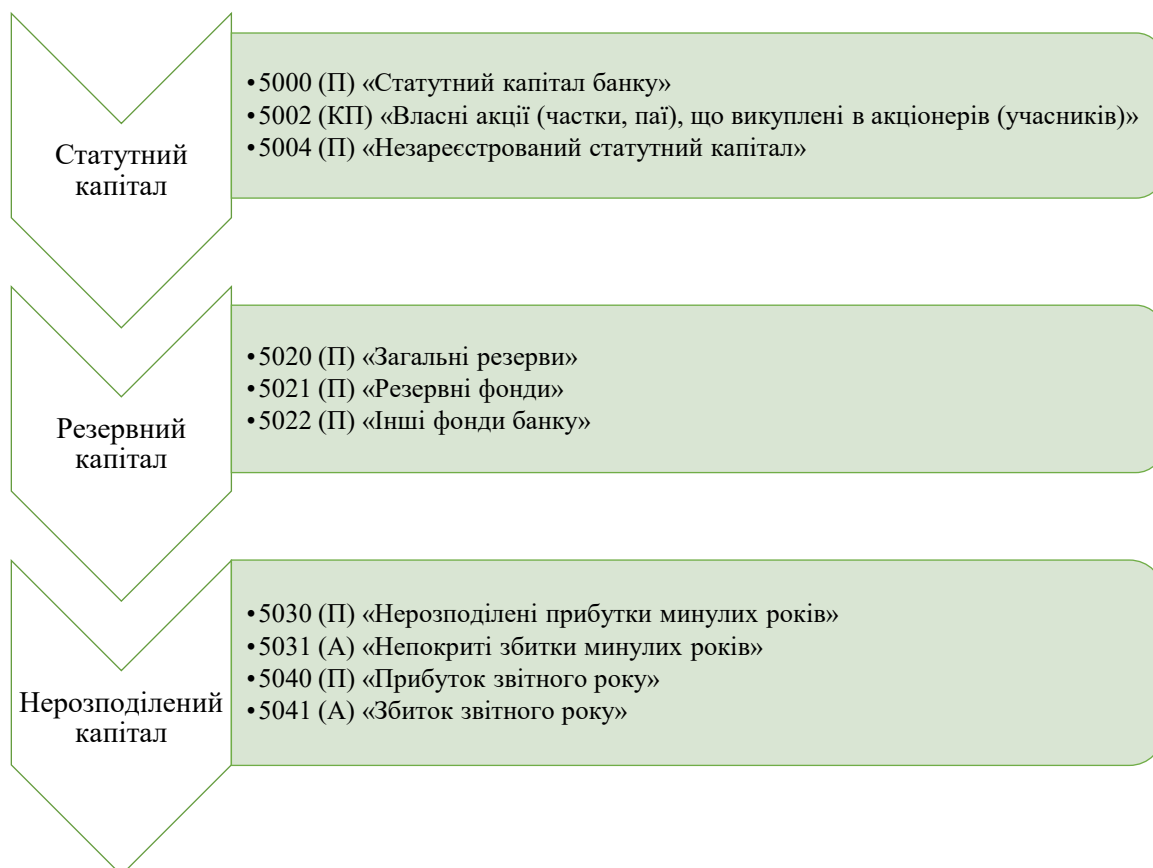 Статутний
капітал
•5000 (П) «Статутний капітал банку»
•5002 (КП) «Власні акції (частки, паї), що викуплені в акціонерів (учасників)»
•5004 (П) «Незареєстрований статутний капітал»
Резервний
капітал
•5020 (П) «Загальні резерви»
•5021 (П) «Резервні фонди»
•5022 (П) «Інші фонди банку»
Нерозподілений
капітал
•5030 (П) «Нерозподілені прибутки минулих років»
•5031 (А) «Непокриті збитки минулих років»
•5040 (П) «Прибуток звітного року»
•5041 (А) «Збиток звітного року»